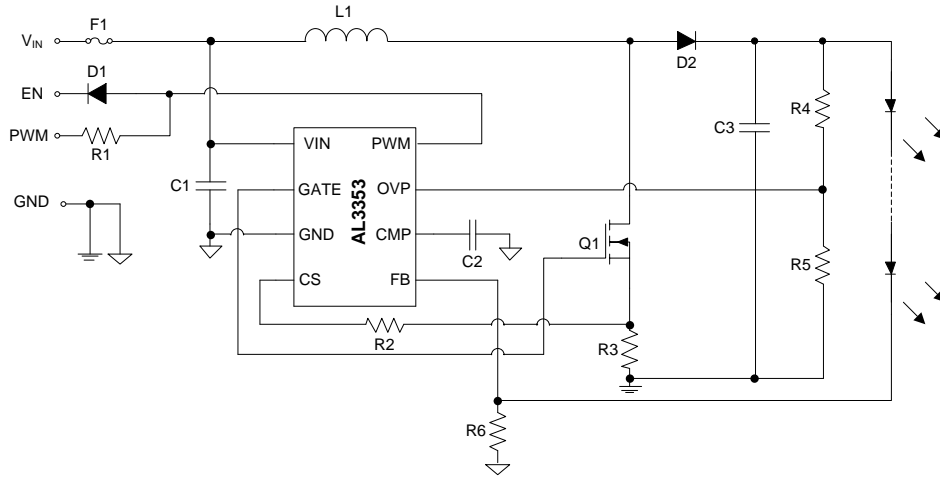 L1
F1
VIN
D2
D1
EN
R4
PWM
R1
C3
VIN
PWM
C1
GATE
OVP
GND
AL3353
GND
CMP
Q1
C2
R5
CS
FB
R2
R3
R6